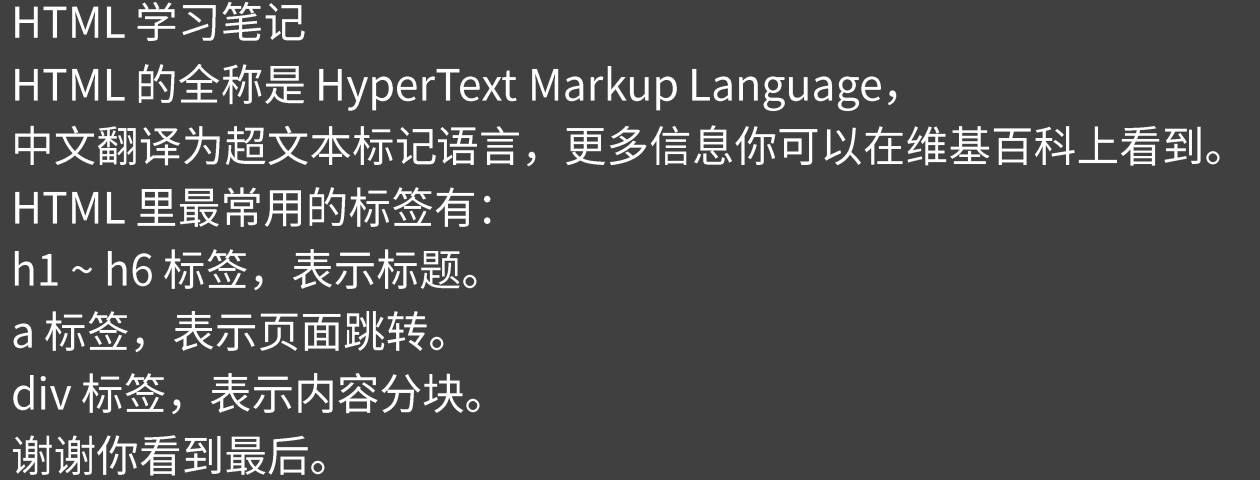 HTML 学习笔记
HTML 的全称是 HyperText Markup Language，
中文翻译为超文本标记语言，更多信息你可以在维基百科上看到。
HTML 里最常用的标签有：
h1 ~ h6 标签，表示标题。
a 标签，表示页面跳转。
div 标签，表示内容分块。
谢谢你看到最后。